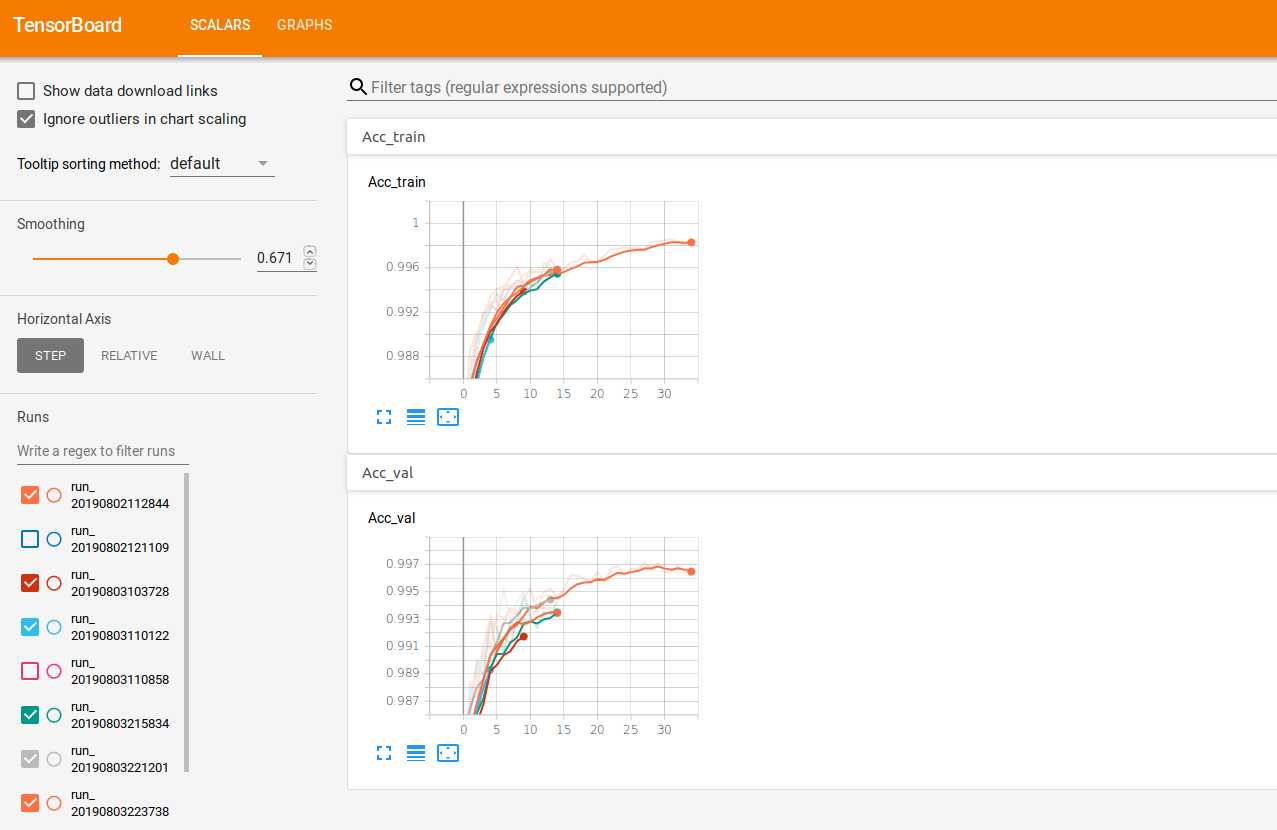 TensorBoard
SCALARS
GRAPHS
Show data download links
Ignore outliers in chart scaling
Tooltip sorting method:
default
Smoothing
0.671
Horizontal Axis
STEP
RELATIVE
WALL
Runs
Write a regex to filter runs
run_
20190802112844
run_
20190802121109
run_
20190803103728
run_
20190803110122
run_
20190803110858
run_
20190803215834
run_
20190803221201
run_
20190803223738
Filter tags (regular expressions supported)
Acc_train
Acc_train
1
0.996
0.992
0.988
0 5 10 15 20 25 30
Acc_val
Acc_val
0.997
0.995
0.993
0.991
0.989
0.987
0 5 10 15 20 25 30